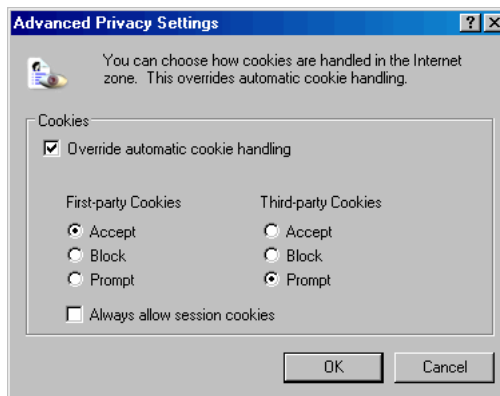 Advanced Privacy Settings
You can choose how cookies are handled in the Internet
zone. This overrides automatic cookie handling.
Cookies
Override automatic cookie handling
First-party Cookies
Third-party Cookies
Accept
Accept
Block
Block
Prompt
Prompt
Always allow session cookies
OK
Cancel